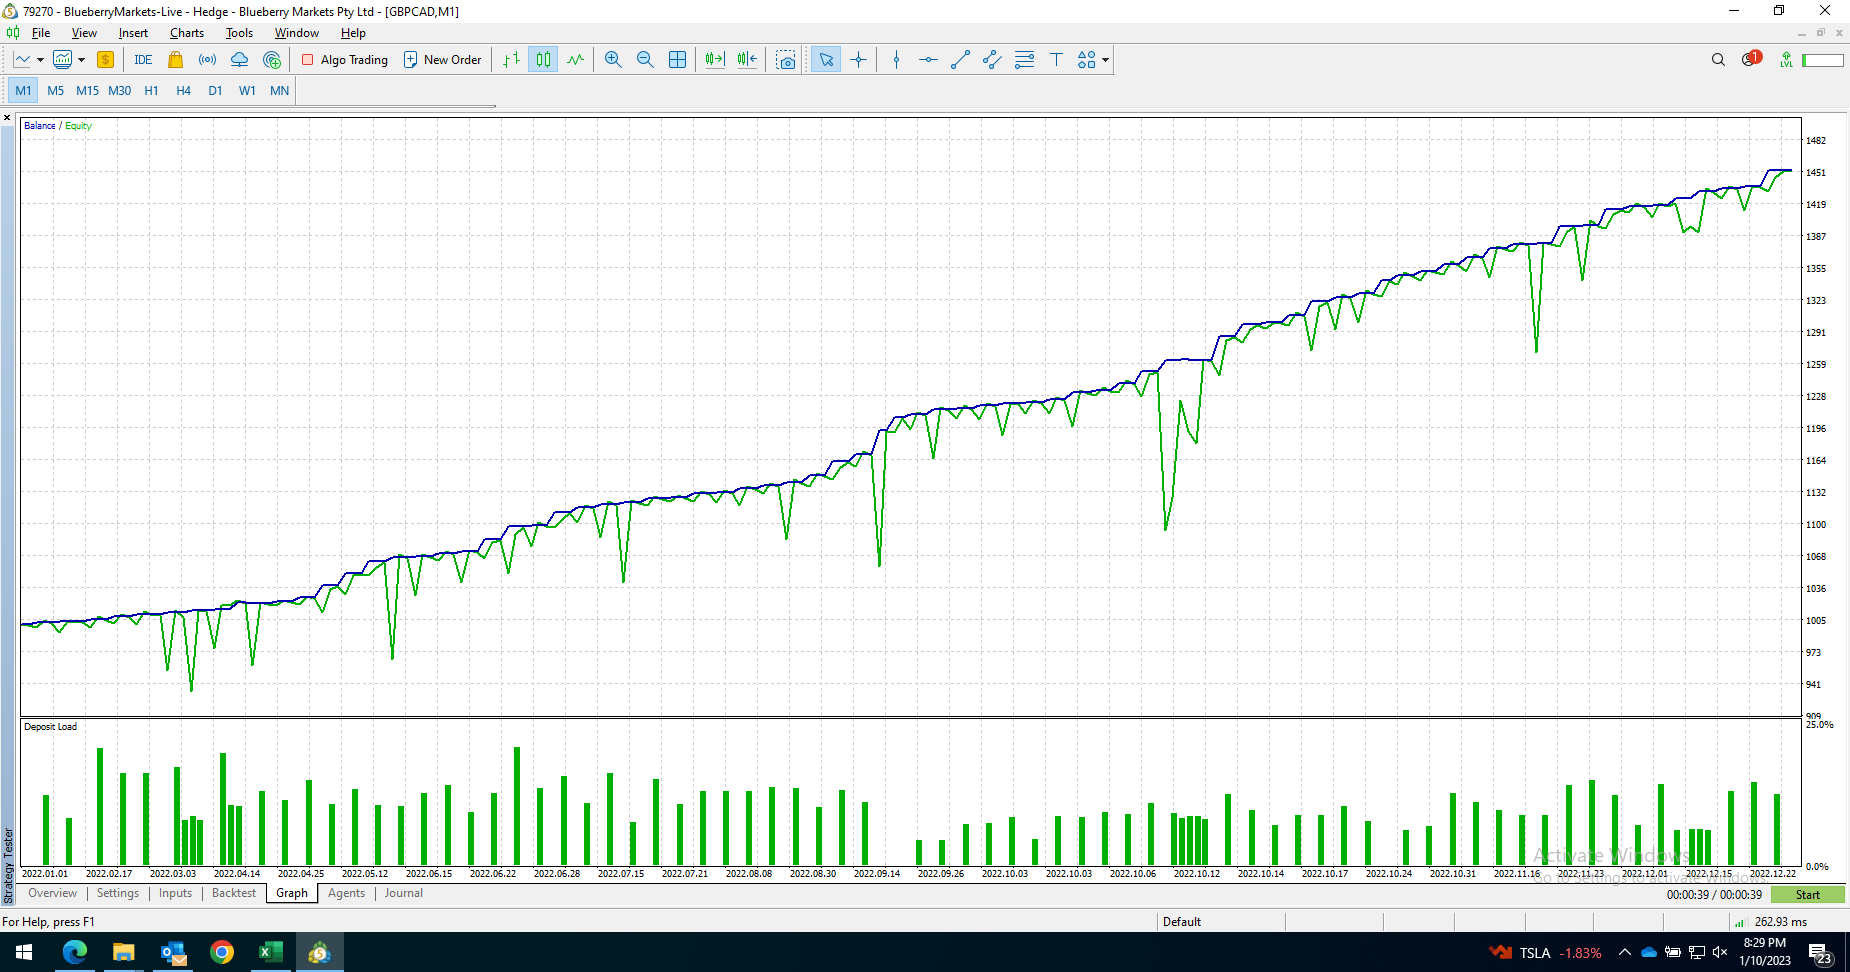 79270 - BlueberryMarkets-Live - Hedge - Blueberry Markets Pty Ltd - [GBPCAD,M1]
File View Insert Charts Tools Window Help
IDE Algo Trading New Order 1 LVL
M1 M5 M15 M30 H1 H4 D1 W1 MN
Balance / Equity
1482
1451
1419
1387
1355
1323
1291
1259
1228
1196
1164
1132
1100
1068
1036
1005
973
941
909
Deposit Load
25.0%
0.0%
2022.01.01 2022.02.17 2022.03.03 2022.04.14 2022.04.25 2022.05.12 2022.06.15 2022.06.22 2022.06.28 2022.07.15 2022.07.21 2022.08.08 2022.08.30 2022.09.14 2022.09.26 2022.10.03 2022.10.03 2022.10.06 2022.10.12 2022.10.14 2022.10.17 2022.10.24 2022.10.31 2022.11.16 2022.11.23 2022.12.01 2022.12.15 2022.12.22
Activate Windows
Go to Settings to activate Windows.
Strategy Tester
Overview Settings Inputs Backtest Graph Agents Journal
00:00:39 / 00:00:39 Start
For Help, press F1 Default 262.93 ms
TSLA -1.83%
8:29 PM
1/10/2023
23